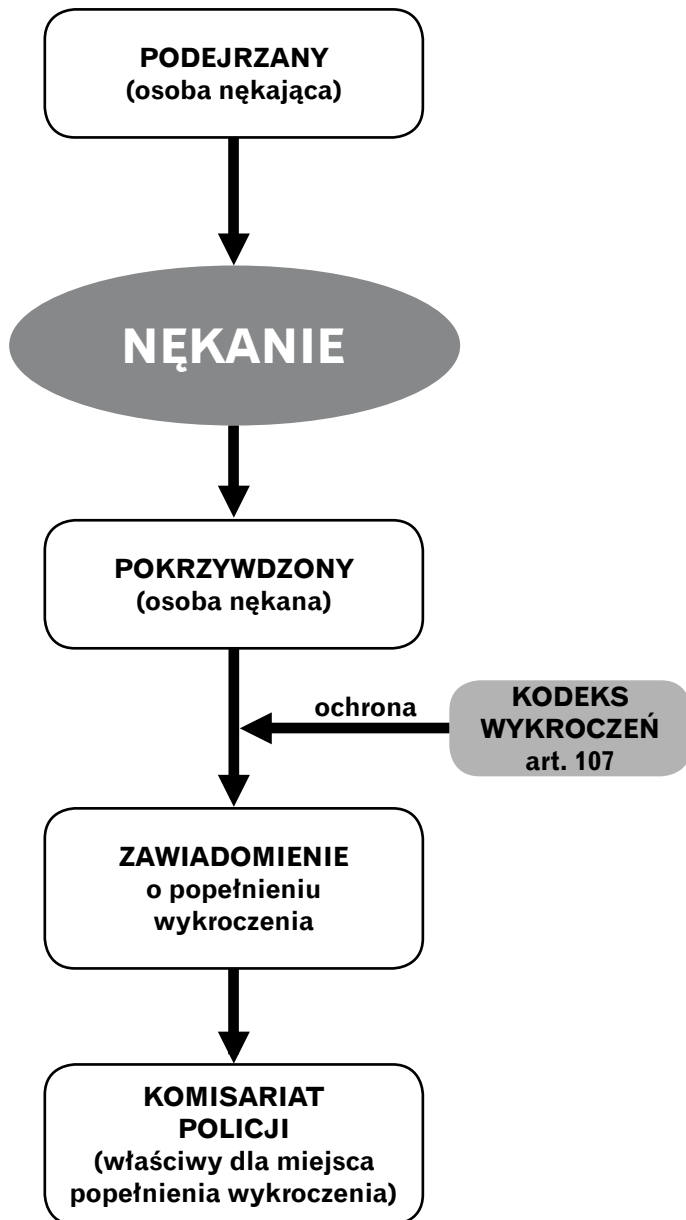 PODEJRZANY
(osoba nękająca)
NĘKANIE
POKRZYWDZONY
(osoba nękana)
ochrona
KODEKS
WYKROCZEŃ
art. 107
ZAWIADOMIENIE
o popełnieniu
wykroczenia
KOMISARIAT
POLICJI
(właściwy dla miejsca
popełnienia wykroczenia)